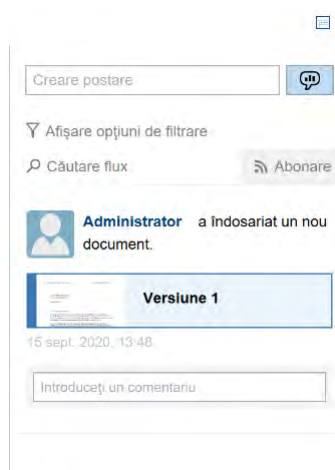 Creare postare
Afișare opțiuni de filtrare
Căutare flux
Abonare
Administrator a îndosariat un nou
document.
Versiune 1
15 sept. 2020, 13:48
Introduceți un comentariu